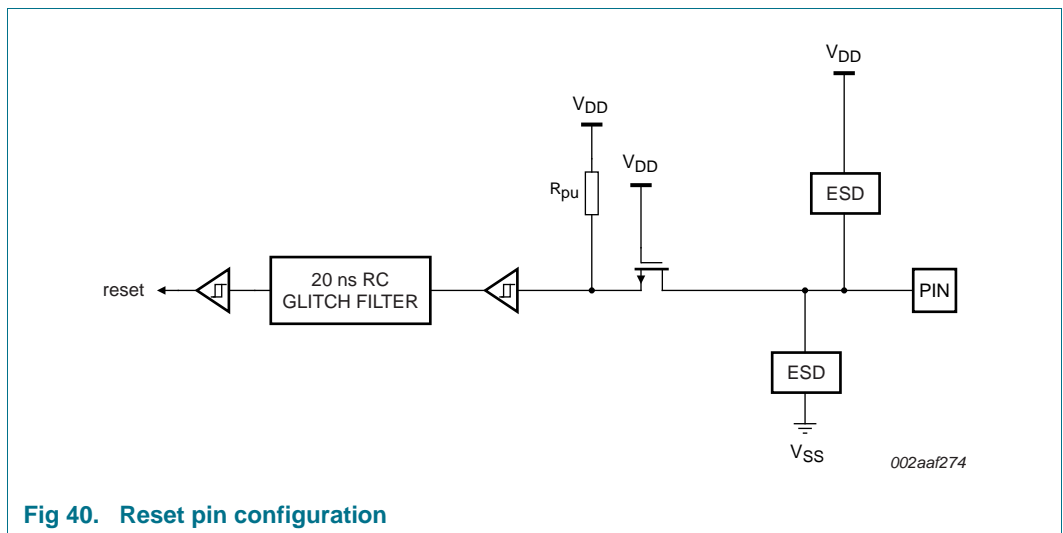 VDD
VDD
VDD
Rpu
ESD
20 ns RC
GLITCH FILTER
reset
PIN
ESD
VSS
002aaf274
Fig 40. Reset pin configuration